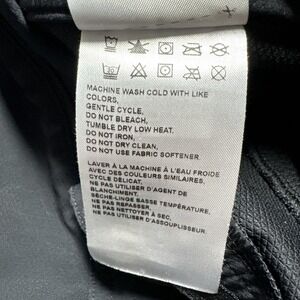 MACHINE WASH COLD WITH LIKE
COLORS,
GENTLE CYCLE,
DO NOT BLEACH,
TUMBLE DRY LOW HEAT.
DO NOT IRON,
DO NOT DRY CLEAN,
DO NOT USE FABRIC SOFTENER.
LAVER À LA MACHINE À L'EAU FROIDE
AVEC DES COULEURS SIMILAIRES,
CYCLE DÉLICAT.
NE PAS UTILISER D'AGENT DE
BLANCHIMENT.
SÈCHE-LINGE BASSE TEMPÉRATURE,
NE PAS REPASSER,
NE PAS NETTOYER À SEC,
NE PAS UTILISER D'ASSOUPLISSEUR.